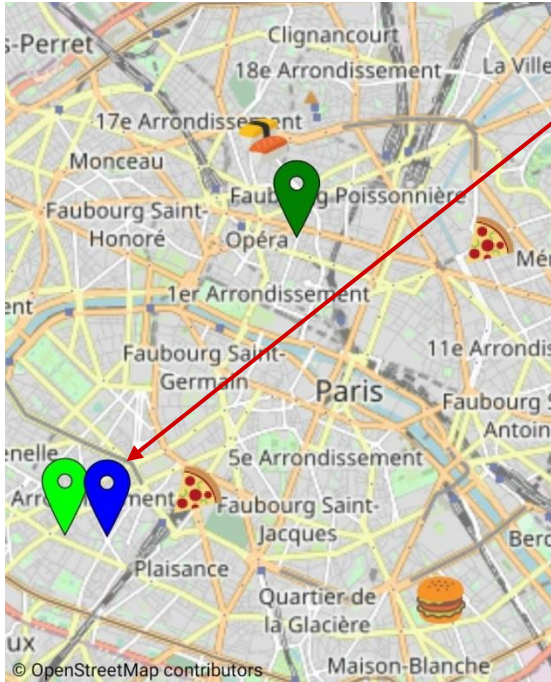 s-Perret
Clignancourt
18e Arrondissement
La Ville
17e Arrondissement
Monceau
Faubourg Poissonnière
Faubourg Saint-
Honoré
Opéra
Mén
ent
1er Arrondissement
Faubourg Saint-
Germain
11e Arrondis
Paris
Faubourg S
Antoin
enelle
5e Arrondissement
Arro
ment
Faubourg Saint-
Jacques
Berc
Plaisance
Quartier de
la Glacière
ux
Maison-Blanche
© OpenStreetMap contributors